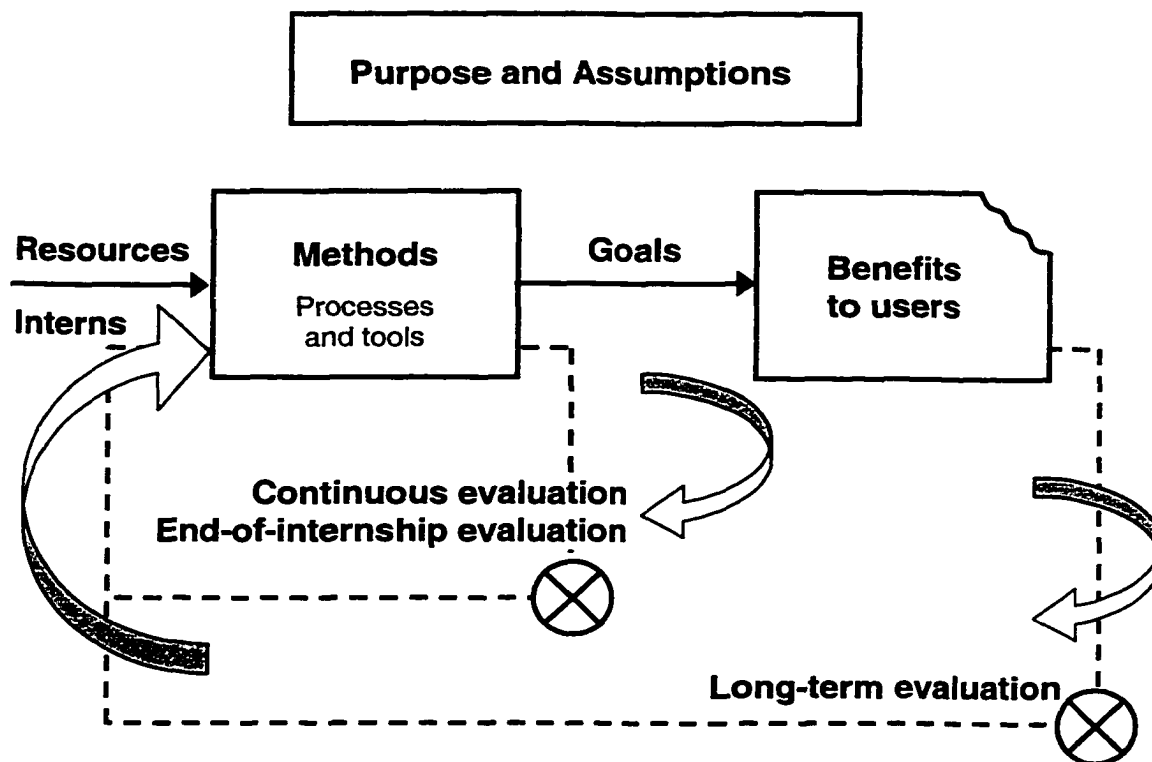 Purpose and Assumptions
Resources
Interns
Methods
Processes
and tools
Goals
Benefits
to users
Continuous evaluation
End-of-internship evaluation
Long-term evaluation